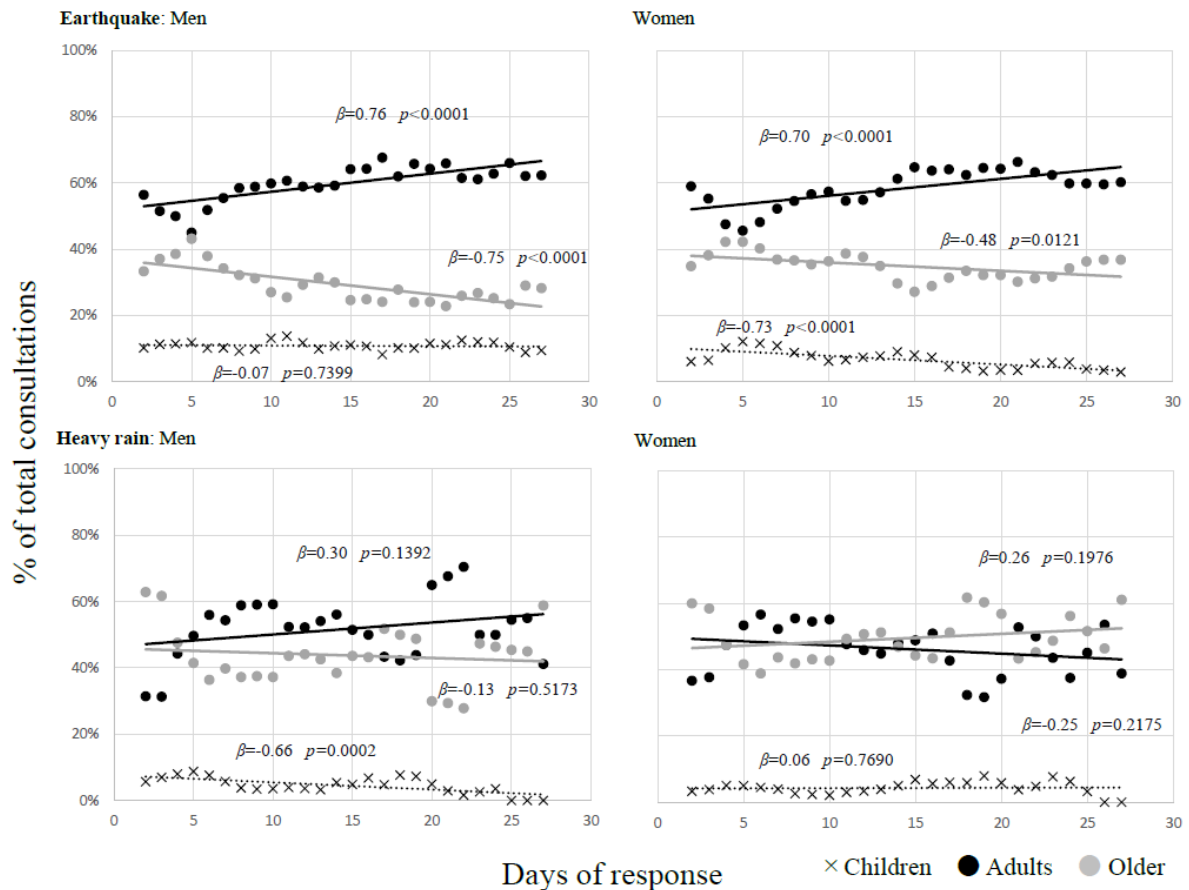 Earthquake: Men
Women
100%
80%
60%
40%
20%
0%
β=0.76 p<0.0001
β=-0.75 p<0.0001
β=-0.07 p=0.7399
0 5 10 15 20 25 30
β=0.70 p<0.0001
β=-0.48 p=0.0121
β=-0.73 p<0.0001
0 5 10 15 20 25 30
% of total consultations
Heavy rain: Men
Women
100%
80%
60%
40%
20%
0%
β=0.30 p=0.1392
β=-0.13 p=0.5173
β=-0.66 p=0.0002
0 5 10 15 20 25 30
β=0.26 p=0.1976
β=-0.25 p=0.2175
β=0.06 p=0.7690
0 5 10 15 20 25 30
Days of response
Children Adults Older